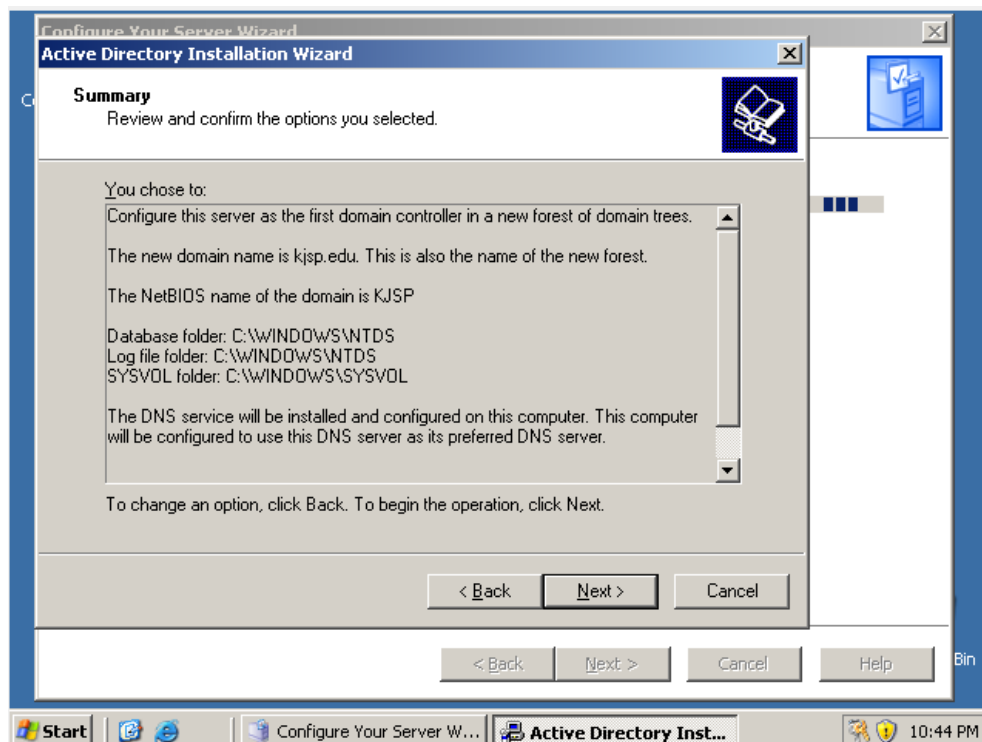 Configure Your Server Wizard
Active Directory Installation Wizard
Summary
Review and confirm the options you selected.
You chose to:
Configure this server as the first domain controller in a new forest of domain trees.
The new domain name is kjsp.edu. This is also the name of the new forest.
The NetBIOS name of the domain is KJSP
Database folder: C:\WINDOWS\NTDS
Log file folder: C:\WINDOWS\NTDS
SYSVOL folder: C:\WINDOWS\SYSVOL
The DNS service will be installed and configured on this computer. This computer
will be configured to use this DNS server as its preferred DNS server.
To change an option, click Back. To begin the operation, click Next.
< Back Next > Cancel
< Back Next > Cancel Help
Bin
Start Configure Your Server W... Active Directory Inst... 10:44 PM